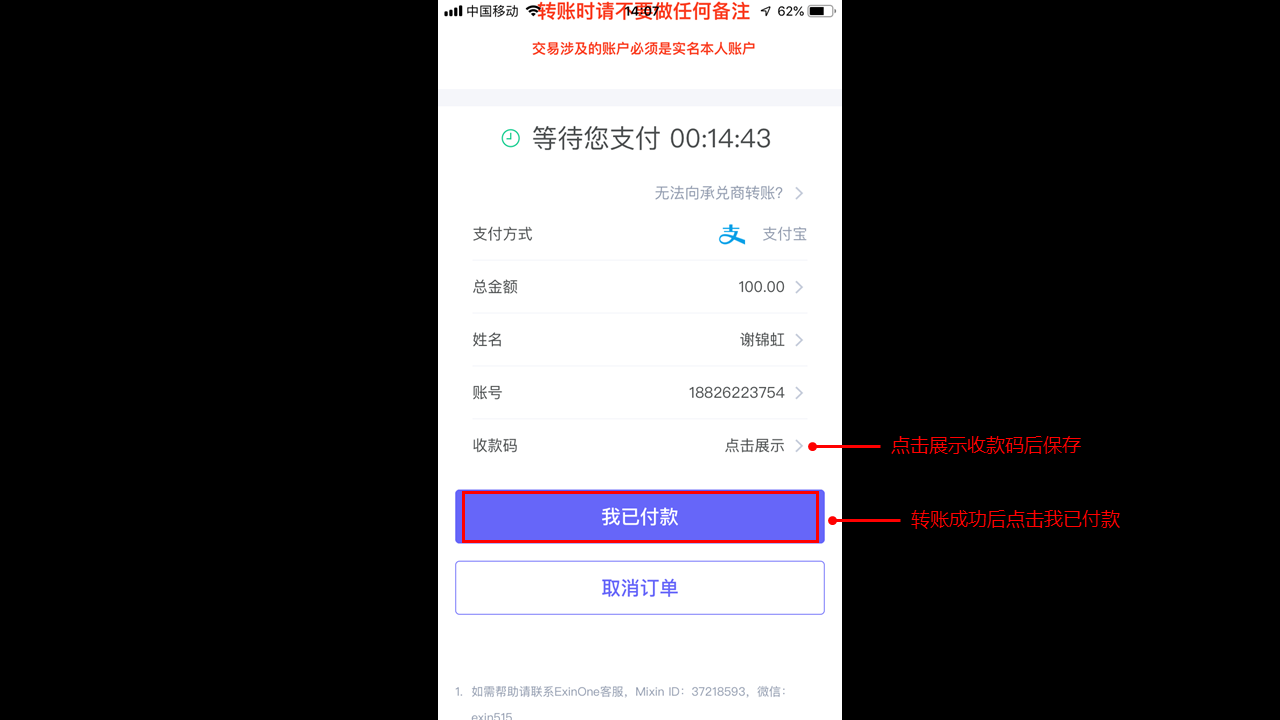 中国移动 14:07 62%
转账时请不要做任何备注
交易涉及的账户必须是实名本人账户
等待您支付 00:14:43
无法向承兑商转账?
支付方式 支 支付宝
总金额 100.00
姓名 谢锦虹
账号 18826223754
收款码 点击展示
点击展示收款码后保存
我已付款
转账成功后点击我已付款
取消订单
1. 如需帮助请联系ExinOne客服，Mixin ID：37218593，微信：
exin515